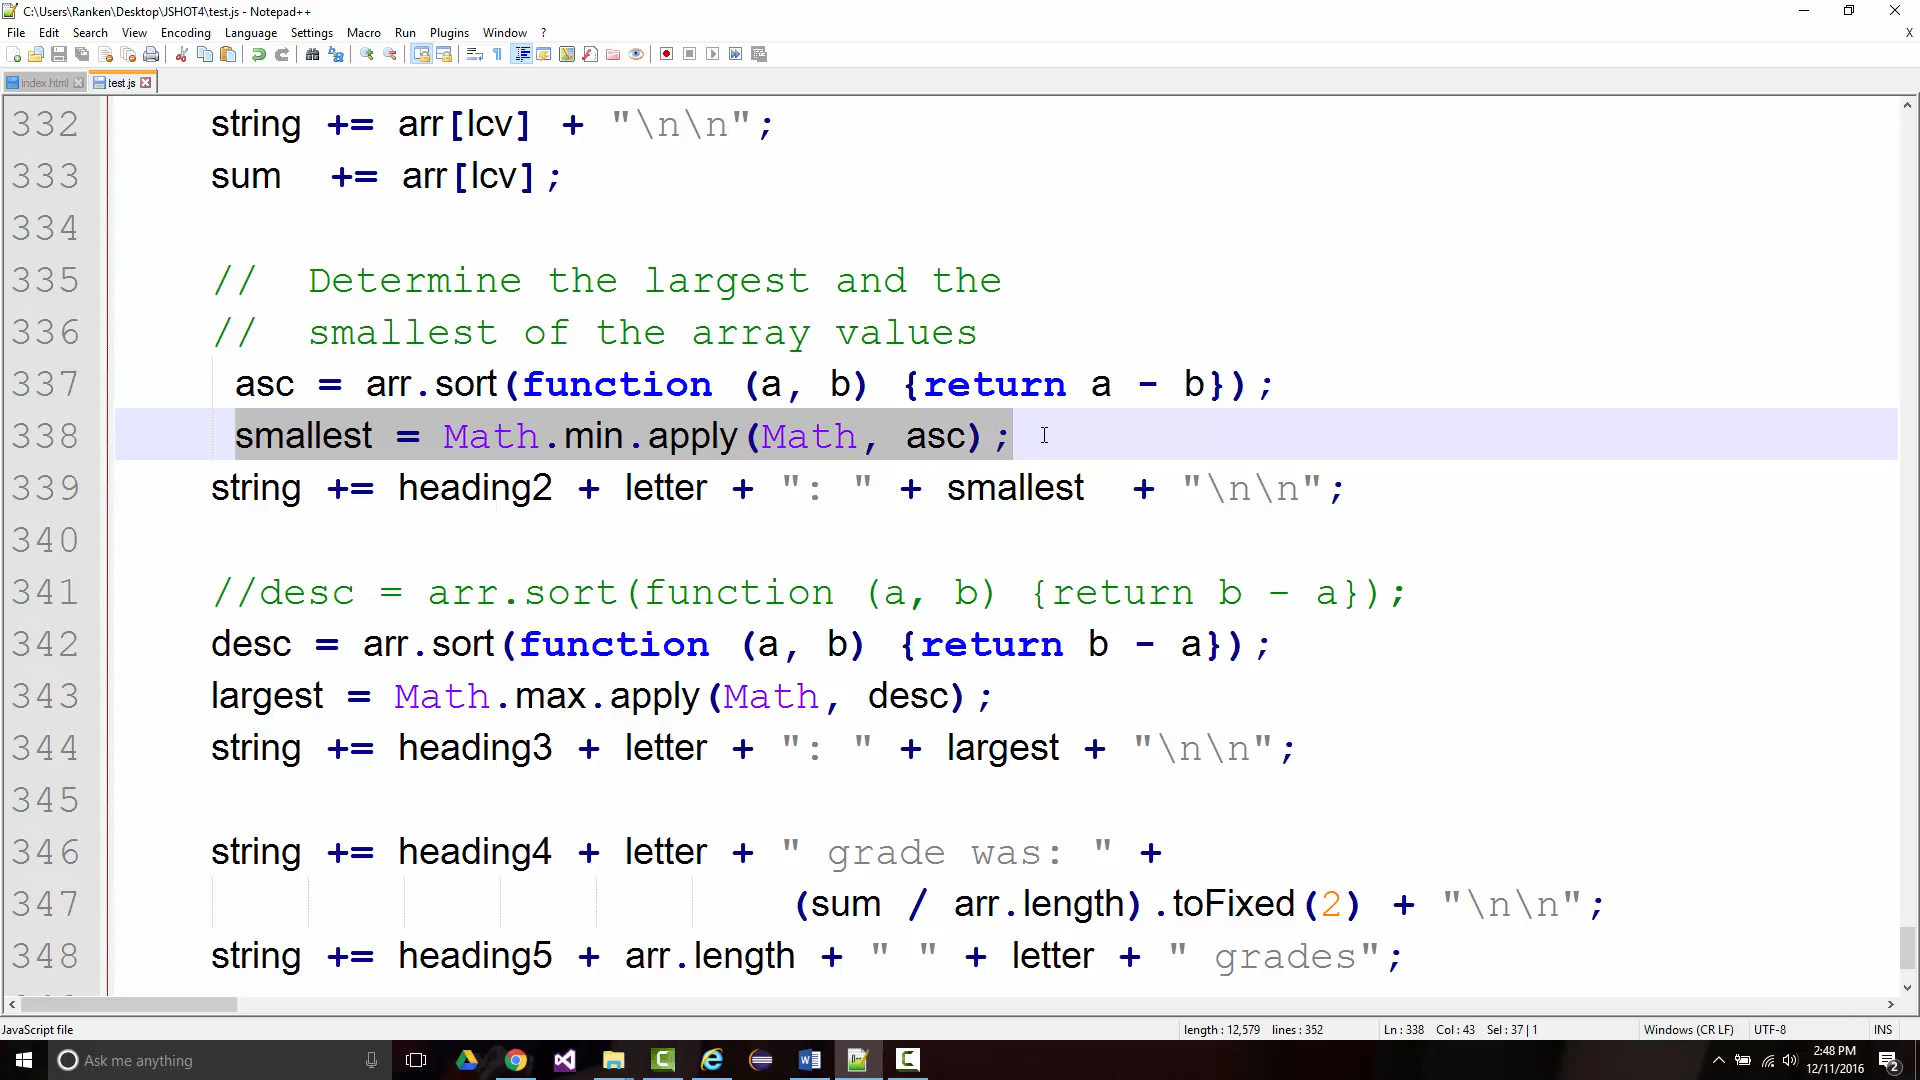 C:\Users\Ranken\Desktop\JSHOT4\test.js - Notepad++
File Edit Search View Encoding Language Settings Macro Run Plugins Window ? X
index.html test.js
332 string += arr[lcv] + "\n\n";
333 sum += arr[lcv];
334
335 // Determine the largest and the
336 // smallest of the array values
337 asc = arr.sort(function (a, b) {return a - b});
338 smallest = Math.min.apply(Math, asc);
339 string += heading2 + letter + ": " + smallest + "\n\n";
340
341 //desc = arr.sort(function (a, b) {return b - a});
342 desc = arr.sort(function (a, b) {return b - a});
343 largest = Math.max.apply(Math, desc);
344 string += heading3 + letter + ": " + largest + "\n\n";
345
346 string += heading4 + letter + " grade was: " +
347 (sum / arr.length).toFixed(2) + "\n\n";
348 string += heading5 + arr.length + " " + letter + " grades";
JavaScript file length : 12,579 lines : 352 Ln : 338 Col : 43 Sel : 37 | 1 Windows (CR LF) UTF-8 INS
Ask me anything
2:48 PM
12/11/2016
2